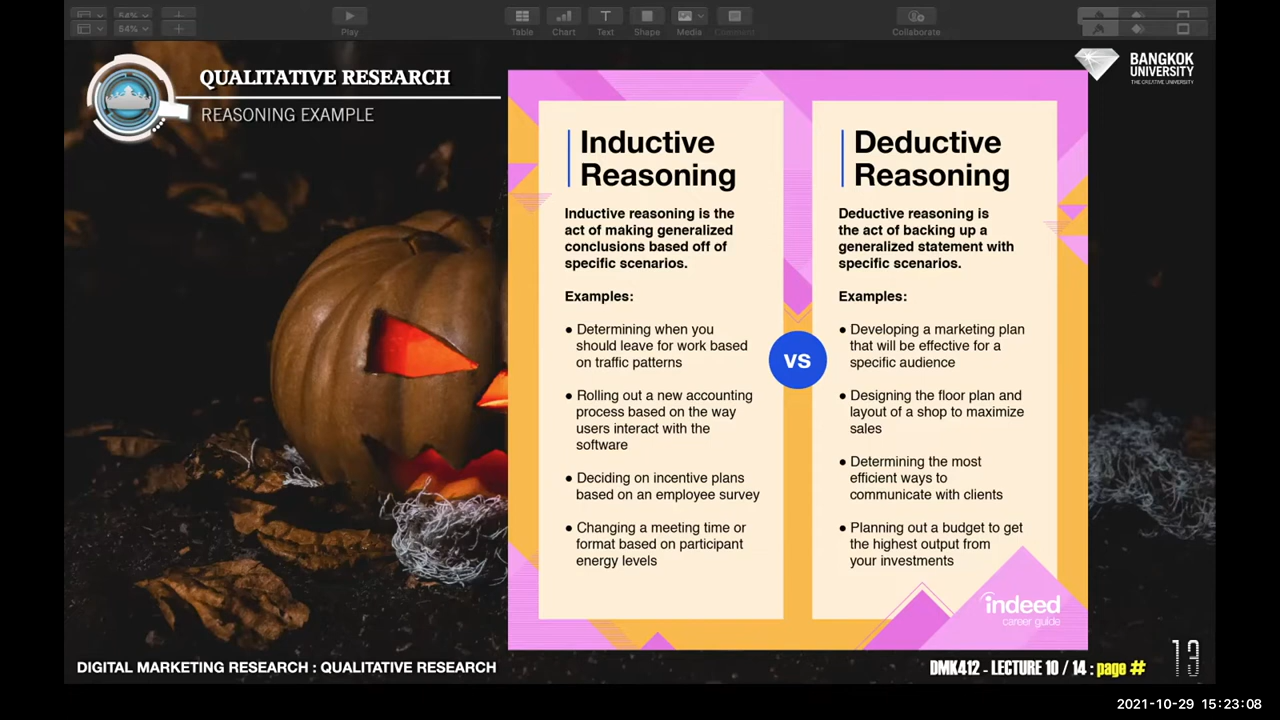 54%
54%
Play
Table
Chart
Text
Shape
Media
Comment
Collaborate
QUALITATIVE RESEARCH
REASONING EXAMPLE
BANGKOK
UNIVERSITY
THE CREATIVE UNIVERSITY
Inductive
Reasoning
Inductive reasoning is the
act of making generalized
conclusions based off of
specific scenarios.
Examples:
● Determining when you
should leave for work based
on traffic patterns
● Rolling out a new accounting
process based on the way
users interact with the
software
● Deciding on incentive plans
based on an employee survey
● Changing a meeting time or
format based on participant
energy levels
VS
Deductive
Reasoning
Deductive reasoning is
the act of backing up a
generalized statement with
specific scenarios.
Examples:
● Developing a marketing plan
that will be effective for a
specific audience
● Designing the floor plan and
layout of a shop to maximize
sales
● Determining the most
efficient ways to
communicate with clients
● Planning out a budget to get
the highest output from
your investments
indeed
career guide
DIGITAL MARKETING RESEARCH : QUALITATIVE RESEARCH
DMK412 - LECTURE 10 / 14 : page #
13
2021-10-29 15:23:08